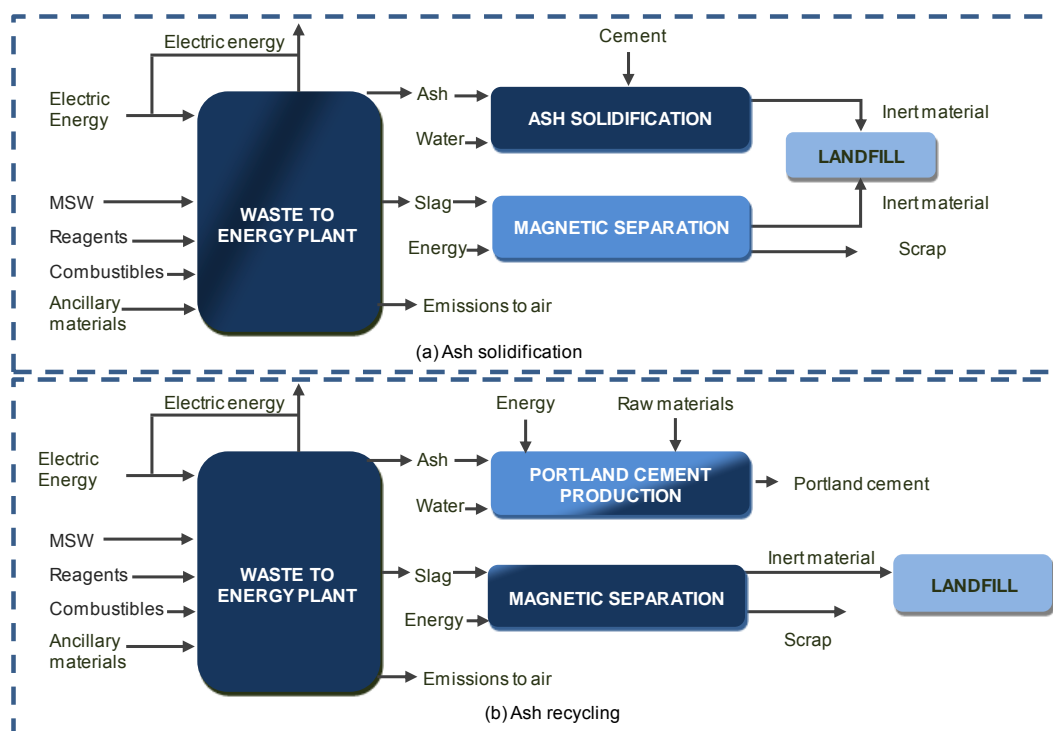 Electric energy
Cement
Electric
Energy
Ash
ASH SOLIDIFICATION
Inert material
Water
LANDFILL
MSW
WASTE TO
ENERGY PLANT
Slag
MAGNETIC SEPARATION
Inert material
Reagents
Energy
Scrap
Combustibles
Ancillary
materials
Emissions to air
(a) Ash solidification
Electric energy
Energy
Raw materials
Electric
Energy
Ash
PORTLAND CEMENT
PRODUCTION
Portland cement
Water
MSW
WASTE TO
ENERGY PLANT
Slag
MAGNETIC SEPARATION
Inert material
LANDFILL
Reagents
Combustibles
Energy
Scrap
Ancillary
materials
Emissions to air
(b) Ash recycling